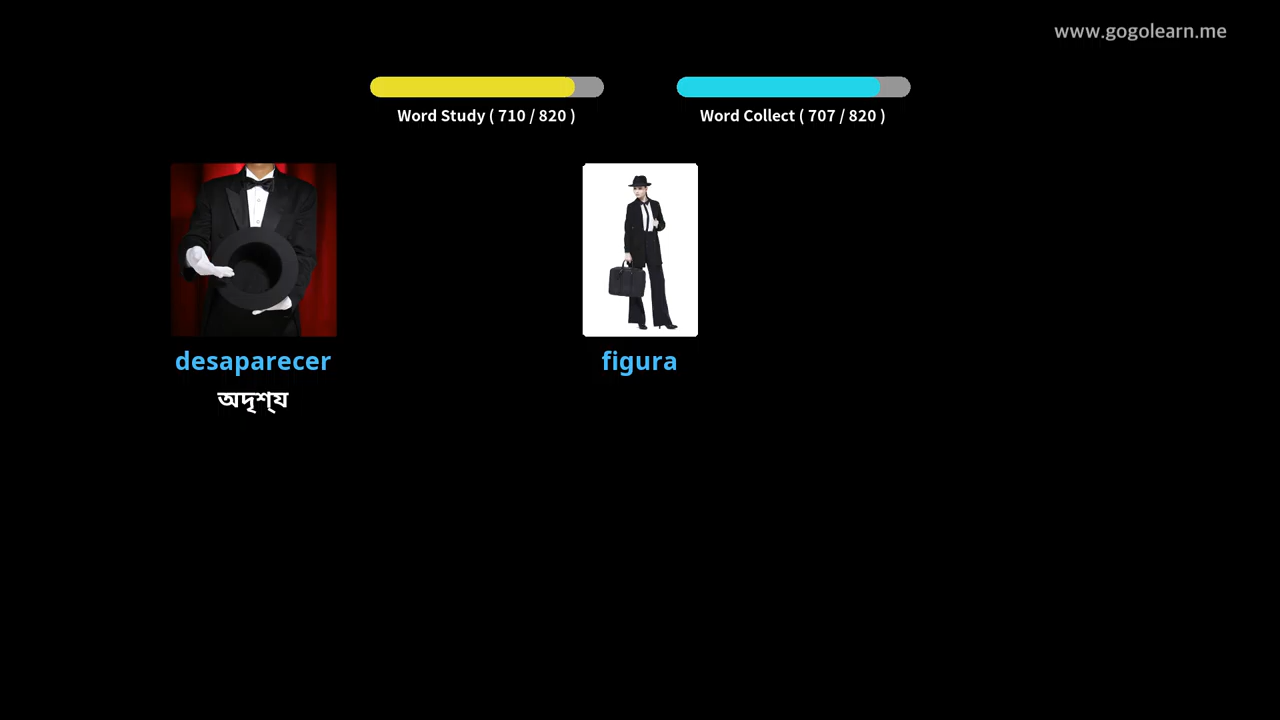 www.gogolearn.me
Word Study ( 710 / 820 )
Word Collect ( 707 / 820 )
desaparecer
figura
অদৃশ্য